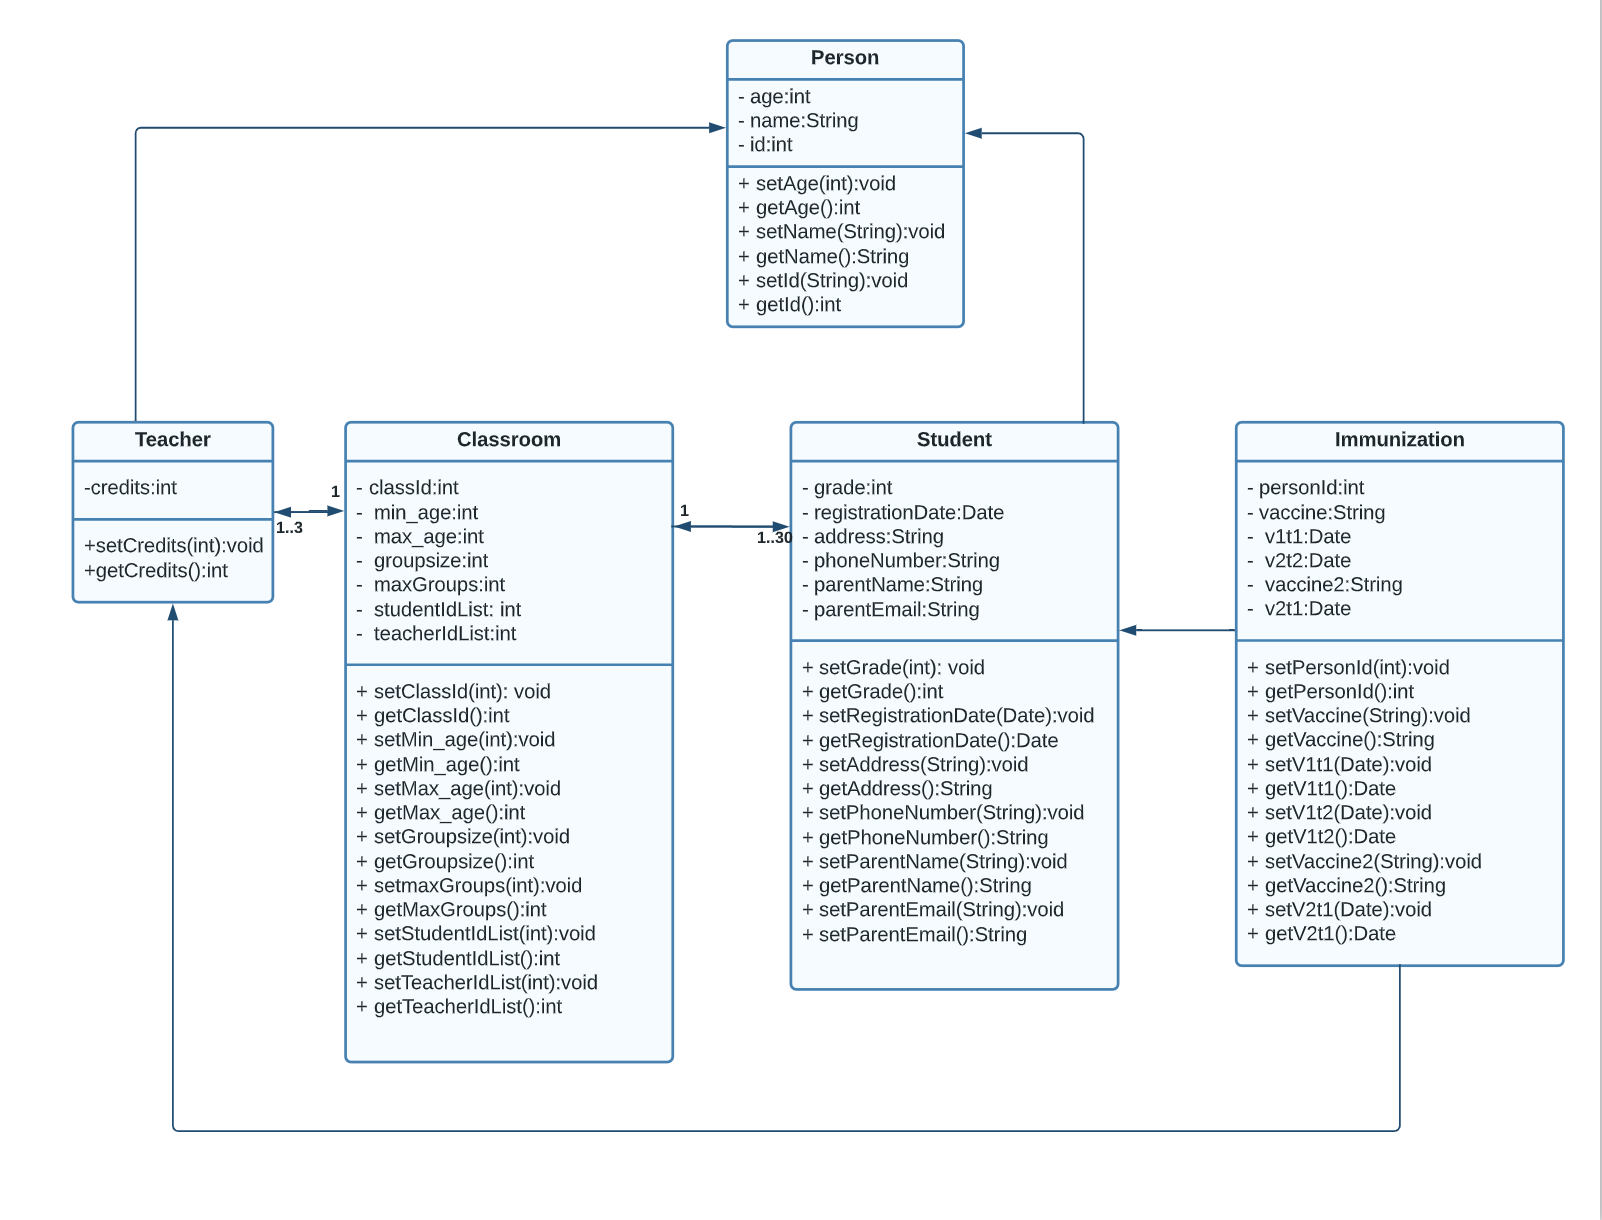 Person
- age:int
- name:String
- id:int
+ setAge(int):void
+ getAge():int
+ setName(String):void
+ getName():String
+ setId(String):void
+ getId():int
Teacher
-credits:int
+setCredits(int):void
+getCredits():int
1
1..3
Classroom
- classId:int
- min_age:int
- max_age:int
- groupsize:int
- maxGroups:int
- studentIdList: int
- teacherIdList:int
+ setClassId(int): void
+ getClassId():int
+ setMin_age(int):void
+ getMin_age():int
+ setMax_age(int):void
+ getMax_age():int
+ setGroupsize(int):void
+ getGroupsize():int
+ setmaxGroups(int):void
+ getMaxGroups():int
+ setStudentIdList(int):void
+ getStudentIdList():int
+ setTeacherIdList(int):void
+ getTeacherIdList():int
1
1..30
Student
- grade:int
- registrationDate:Date
- address:String
- phoneNumber:String
- parentName:String
- parentEmail:String
+ setGrade(int): void
+ getGrade():int
+ setRegistrationDate(Date):void
+ getRegistrationDate():Date
+ setAddress(String):void
+ getAddress():String
+ setPhoneNumber(String):void
+ getPhoneNumber():String
+ setParentName(String):void
+ getParentName():String
+ setParentEmail(String):void
+ setParentEmail():String
Immunization
- personId:int
- vaccine:String
- v1t1:Date
- v2t2:Date
- vaccine2:String
- v2t1:Date
+ setPersonId(int):void
+ getPersonId():int
+ setVaccine(String):void
+ getVaccine():String
+ setV1t1(Date):void
+ getV1t1():Date
+ setV1t2(Date):void
+ getV1t2():Date
+ setVaccine2(String):void
+ getVaccine2():String
+ setV2t1(Date):void
+ getV2t1():Date